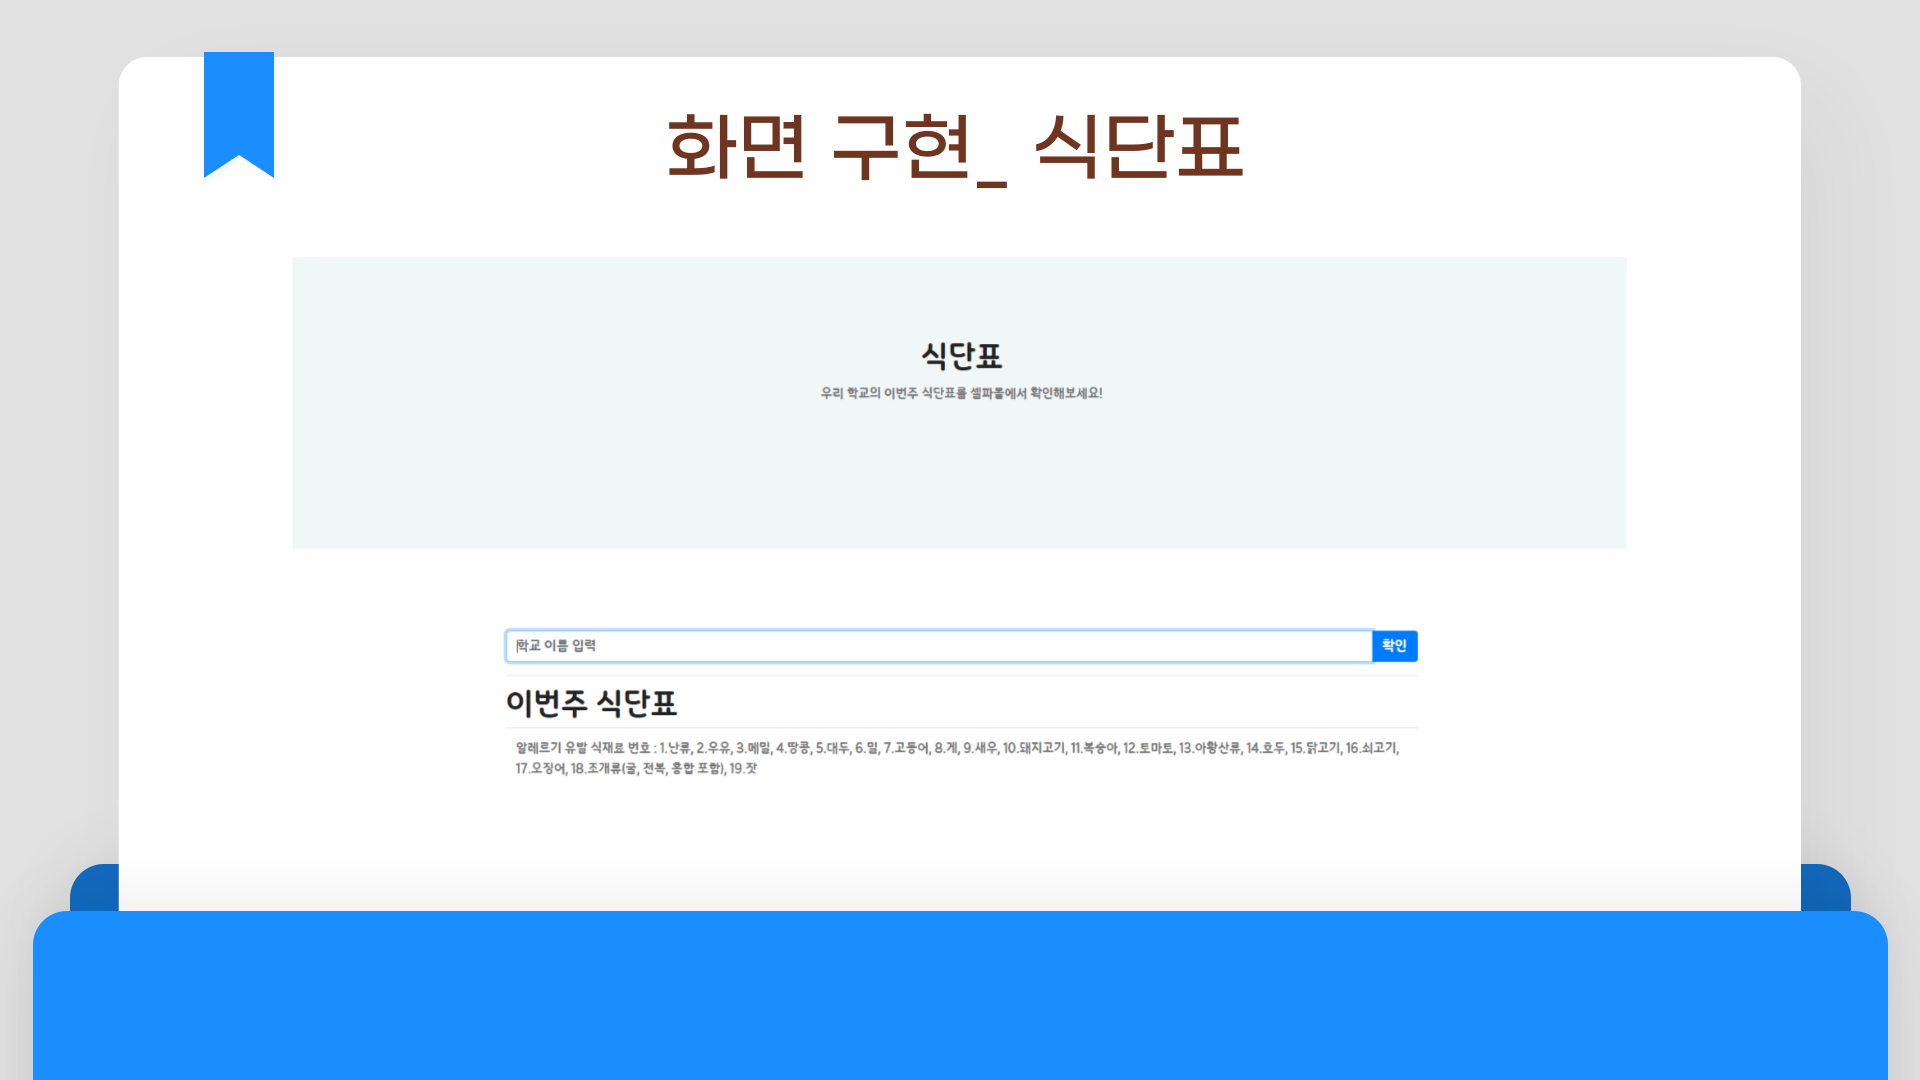 화면 구현_ 식단표
식단표
우리 학교의 이번주 식단표를 셀파몰에서 확인해보세요!
학교 이름 입력
확인
이번주 식단표
알레르기 유발 식재료 번호 : 1.난류, 2.우유, 3.메밀, 4.땅콩, 5.대두, 6.밀, 7.고등어, 8.게, 9.새우, 10.돼지고기, 11.복숭아, 12.토마토, 13.아황산류, 14.호두, 15.닭고기, 16.쇠고기,
17.오징어, 18.조개류(굴, 전복, 홍합 포함), 19.잣